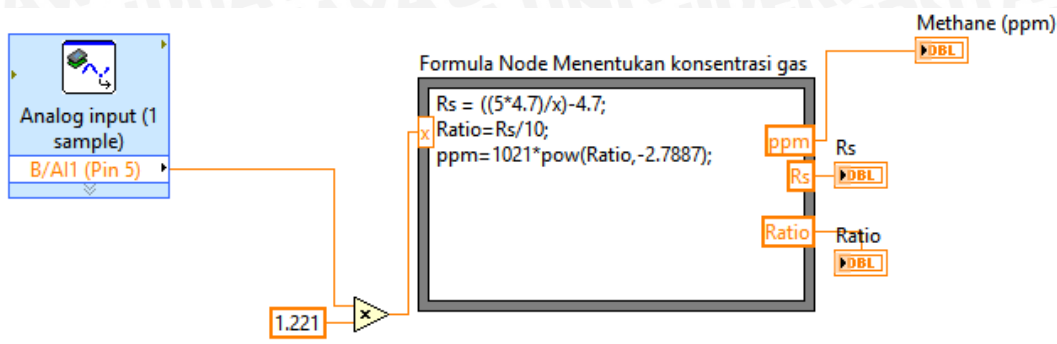 Methane (ppm)
DBL
Analog input (1
sample)
B/AI1 (Pin 5)
Formula Node Menentukan konsentrasi gas
Rs = ((5*4.7)/x)-4.7;
Ratio=Rs/10;
ppm=1021*pow(Ratio,-2.7887);
x
ppm
Rs
Rs
DBL
Ratio
Ratio
DBL
1.221
×